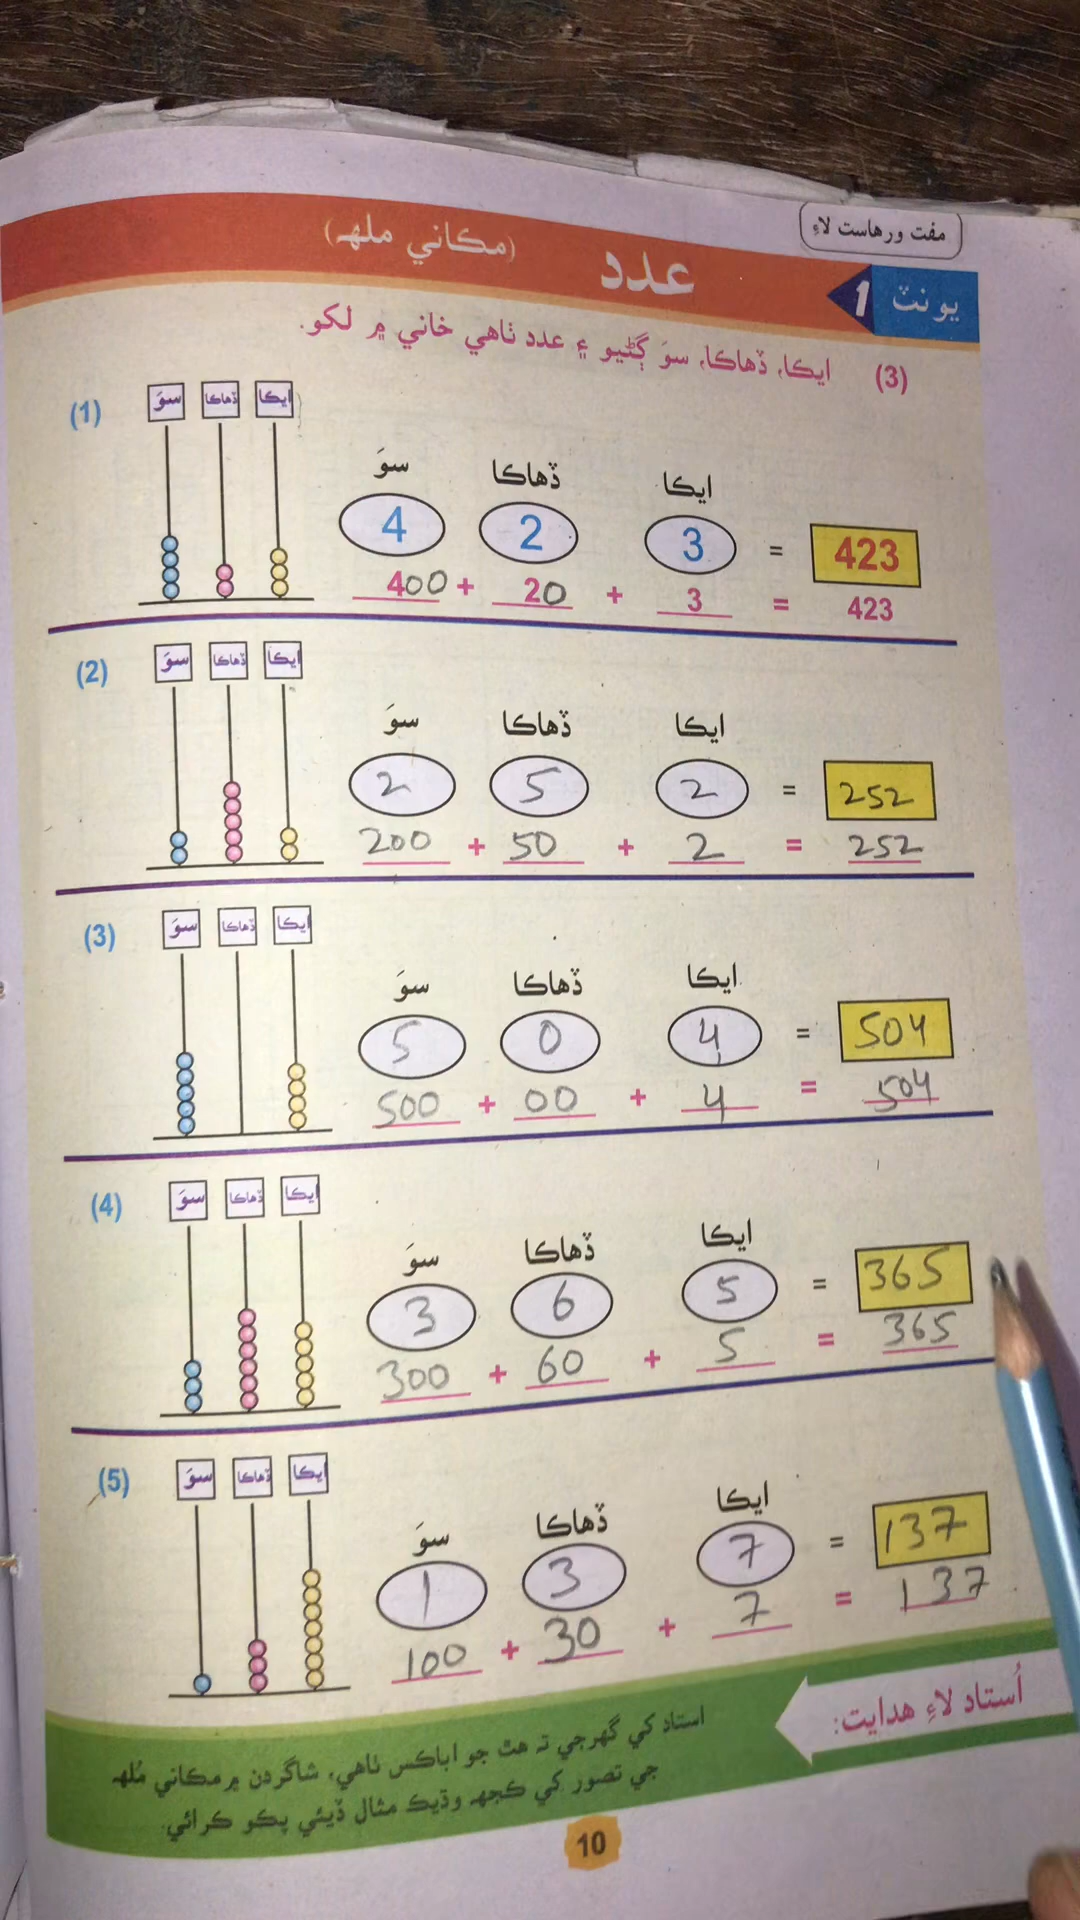 مفت ورهاست لاءِ
يونٽ 1 عدد (مڪاني ملهہ)
(3) ايڪا، ڏهاڪا، سوَ ڳڻيو ۽ عدد ٺاهي خاني ۾ لکو.
(1) سوَ ڏهاڪا ايڪا
سوَ ڏهاڪا ايڪا
4 2 3 = 423
400 + 20 + 3 = 423
(2) سوَ ڏهاڪا ايڪا
سوَ ڏهاڪا ايڪا
2 5 2 = 252
200 + 50 + 2 = 252
(3) سوَ ڏهاڪا ايڪا
سوَ ڏهاڪا ايڪا
5 0 4 = 504
500 + 00 + 4 = 504
(4) سوَ ڏهاڪا ايڪا
سوَ ڏهاڪا ايڪا
3 6 5 = 365
300 + 60 + 5 = 365
(5) سوَ ڏهاڪا ايڪا
سوَ ڏهاڪا ايڪا
1 3 7 = 137
100 + 30 + 7 = 137
اُستاد لاءِ هدايت:
استاد کي گهرجي تہ هٿ جو اباڪس ٺاهي، شاگردن ۾ مڪاني مُلهہ
جي تصور کي ڪجهہ وڌيڪ مثال ڏيئي پڪو ڪرائي.
10